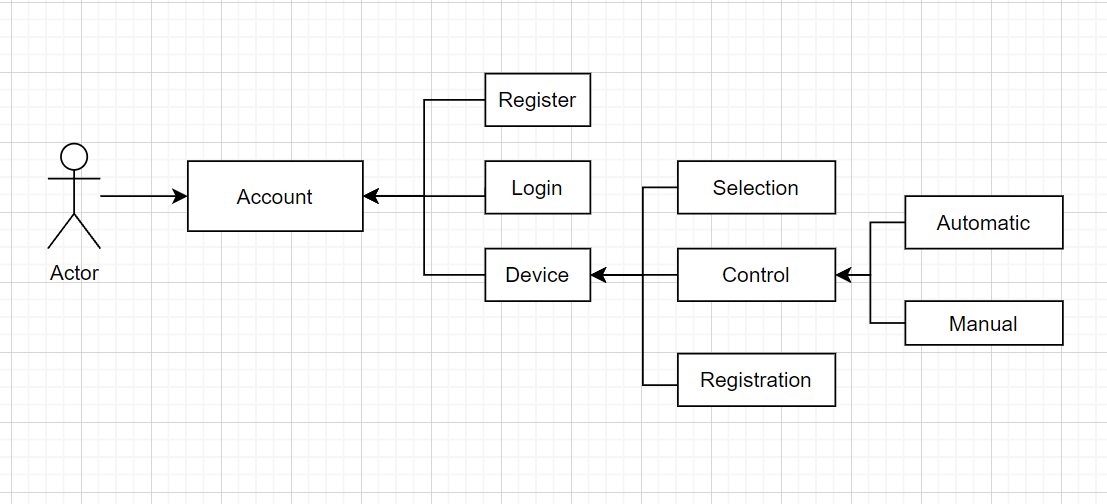 Register
Login
Selection
Account
Automatic
Actor
Device
Control
Manual
Registration